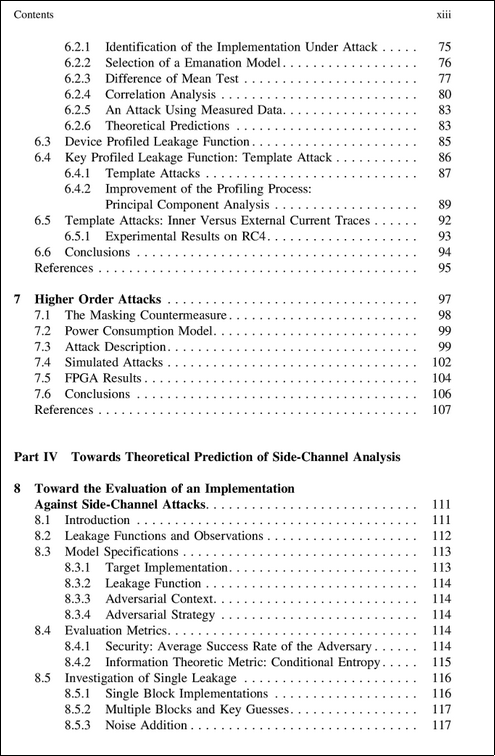 Contents xiii
6.2.1 Identification of the Implementation Under Attack . . . . . 75
6.2.2 Selection of a Emanation Model . . . . . . . . . . . . . . . . . . 76
6.2.3 Difference of Mean Test . . . . . . . . . . . . . . . . . . . . . . . 77
6.2.4 Correlation Analysis . . . . . . . . . . . . . . . . . . . . . . . . . . 80
6.2.5 An Attack Using Measured Data. . . . . . . . . . . . . . . . . . 83
6.2.6 Theoretical Predictions . . . . . . . . . . . . . . . . . . . . . . . . 83
6.3 Device Profiled Leakage Function . . . . . . . . . . . . . . . . . . . . . . 85
6.4 Key Profiled Leakage Function: Template Attack . . . . . . . . . . . 86
6.4.1 Template Attacks . . . . . . . . . . . . . . . . . . . . . . . . . . . . 87
6.4.2 Improvement of the Profiling Process:
Principal Component Analysis . . . . . . . . . . . . . . . . . . . 89
6.5 Template Attacks: Inner Versus External Current Traces . . . . . . 92
6.5.1 Experimental Results on RC4. . . . . . . . . . . . . . . . . . . . 93
6.6 Conclusions . . . . . . . . . . . . . . . . . . . . . . . . . . . . . . . . . . . . . 94
References . . . . . . . . . . . . . . . . . . . . . . . . . . . . . . . . . . . . . . . . . . 95
7 Higher Order Attacks . . . . . . . . . . . . . . . . . . . . . . . . . . . . . . . . . 97
7.1 The Masking Countermeasure . . . . . . . . . . . . . . . . . . . . . . . . . 98
7.2 Power Consumption Model. . . . . . . . . . . . . . . . . . . . . . . . . . . 99
7.3 Attack Description. . . . . . . . . . . . . . . . . . . . . . . . . . . . . . . . . 99
7.4 Simulated Attacks . . . . . . . . . . . . . . . . . . . . . . . . . . . . . . . . . 102
7.5 FPGA Results . . . . . . . . . . . . . . . . . . . . . . . . . . . . . . . . . . . . 104
7.6 Conclusions . . . . . . . . . . . . . . . . . . . . . . . . . . . . . . . . . . . . . 106
References . . . . . . . . . . . . . . . . . . . . . . . . . . . . . . . . . . . . . . . . . . 107
Part IV Towards Theoretical Prediction of Side-Channel Analysis
8 Toward the Evaluation of an Implementation
Against Side-Channel Attacks. . . . . . . . . . . . . . . . . . . . . . . . . . . . 111
8.1 Introduction . . . . . . . . . . . . . . . . . . . . . . . . . . . . . . . . . . . . . 111
8.2 Leakage Functions and Observations . . . . . . . . . . . . . . . . . . . . 112
8.3 Model Specifications . . . . . . . . . . . . . . . . . . . . . . . . . . . . . . . 113
8.3.1 Target Implementation. . . . . . . . . . . . . . . . . . . . . . . . . 113
8.3.2 Leakage Function . . . . . . . . . . . . . . . . . . . . . . . . . . . . 114
8.3.3 Adversarial Context. . . . . . . . . . . . . . . . . . . . . . . . . . . 114
8.3.4 Adversarial Strategy . . . . . . . . . . . . . . . . . . . . . . . . . . 114
8.4 Evaluation Metrics. . . . . . . . . . . . . . . . . . . . . . . . . . . . . . . . . 114
8.4.1 Security: Average Success Rate of the Adversary . . . . . . 114
8.4.2 Information Theoretic Metric: Conditional Entropy . . . . . 115
8.5 Investigation of Single Leakage . . . . . . . . . . . . . . . . . . . . . . . 116
8.5.1 Single Block Implementations . . . . . . . . . . . . . . . . . . . 116
8.5.2 Multiple Blocks and Key Guesses. . . . . . . . . . . . . . . . . 117
8.5.3 Noise Addition . . . . . . . . . . . . . . . . . . . . . . . . . . . . . . 117